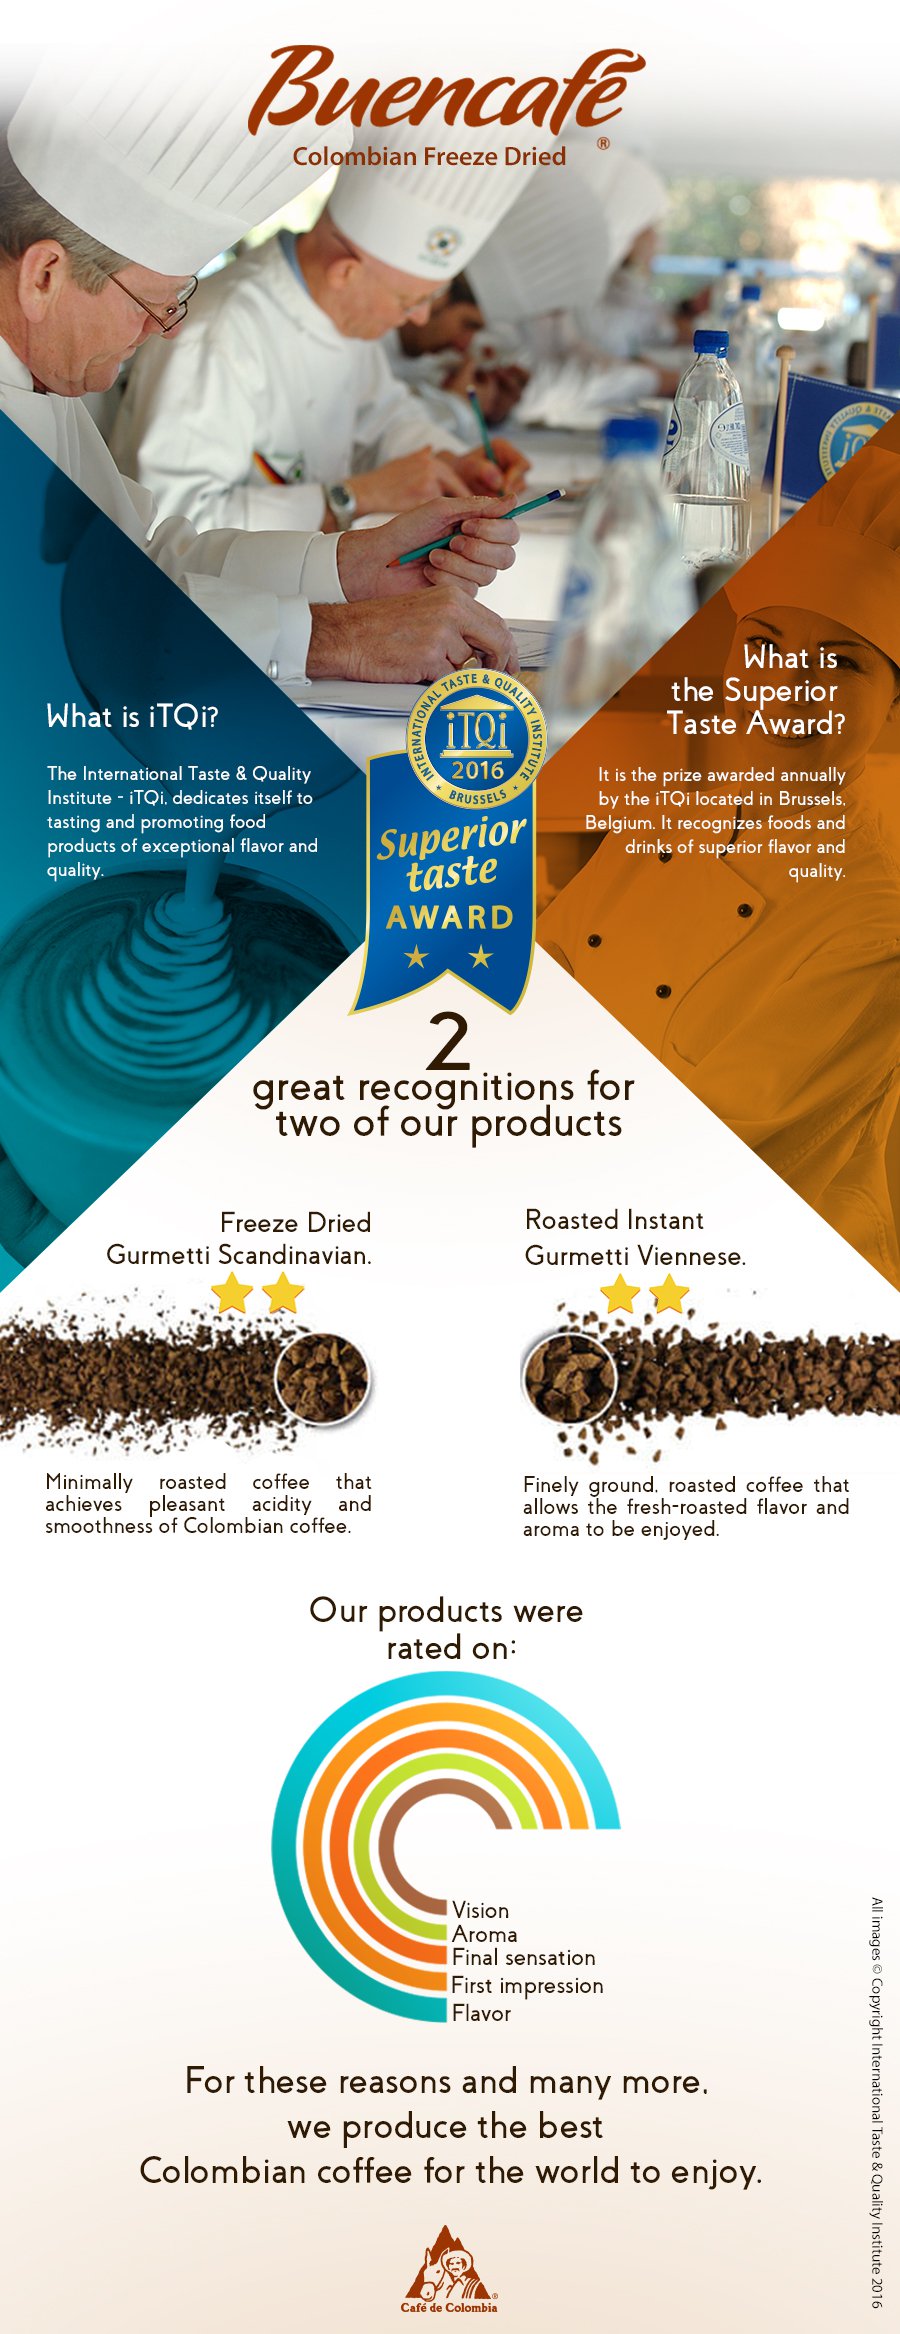 Buencafé
®
Colombian Freeze Dried
What is iTQi?
The International Taste & Quality
Institute - iTQi, dedicates itself to
tasting and promoting food
products of exceptional flavor and
quality.
What is
the Superior
Taste Award?
It is the prize awarded annually
by the iTQi located in Brussels,
Belgium. It recognizes foods and
drinks of superior flavor and
quality.
INTERNATIONAL TASTE & QUALITY INSTITUTE
iTQi
2016
BRUSSELS
Superior
taste
AWARD
2
great recognitions for
two of our products
Freeze Dried
Gurmetti Scandinavian.
Minimally roasted coffee that
achieves pleasant acidity and
smoothness of Colombian coffee.
Roasted Instant
Gurmetti Viennese.
Finely ground, roasted coffee that
allows the fresh-roasted flavor and
aroma to be enjoyed.
Our products were
rated on:
Vision
Aroma
Final sensation
First impression
Flavor
For these reasons and many more,
we produce the best
Colombian coffee for the world to enjoy.
Café de Colombia
®
All images © Copyright International Taste & Quality Institute 2016